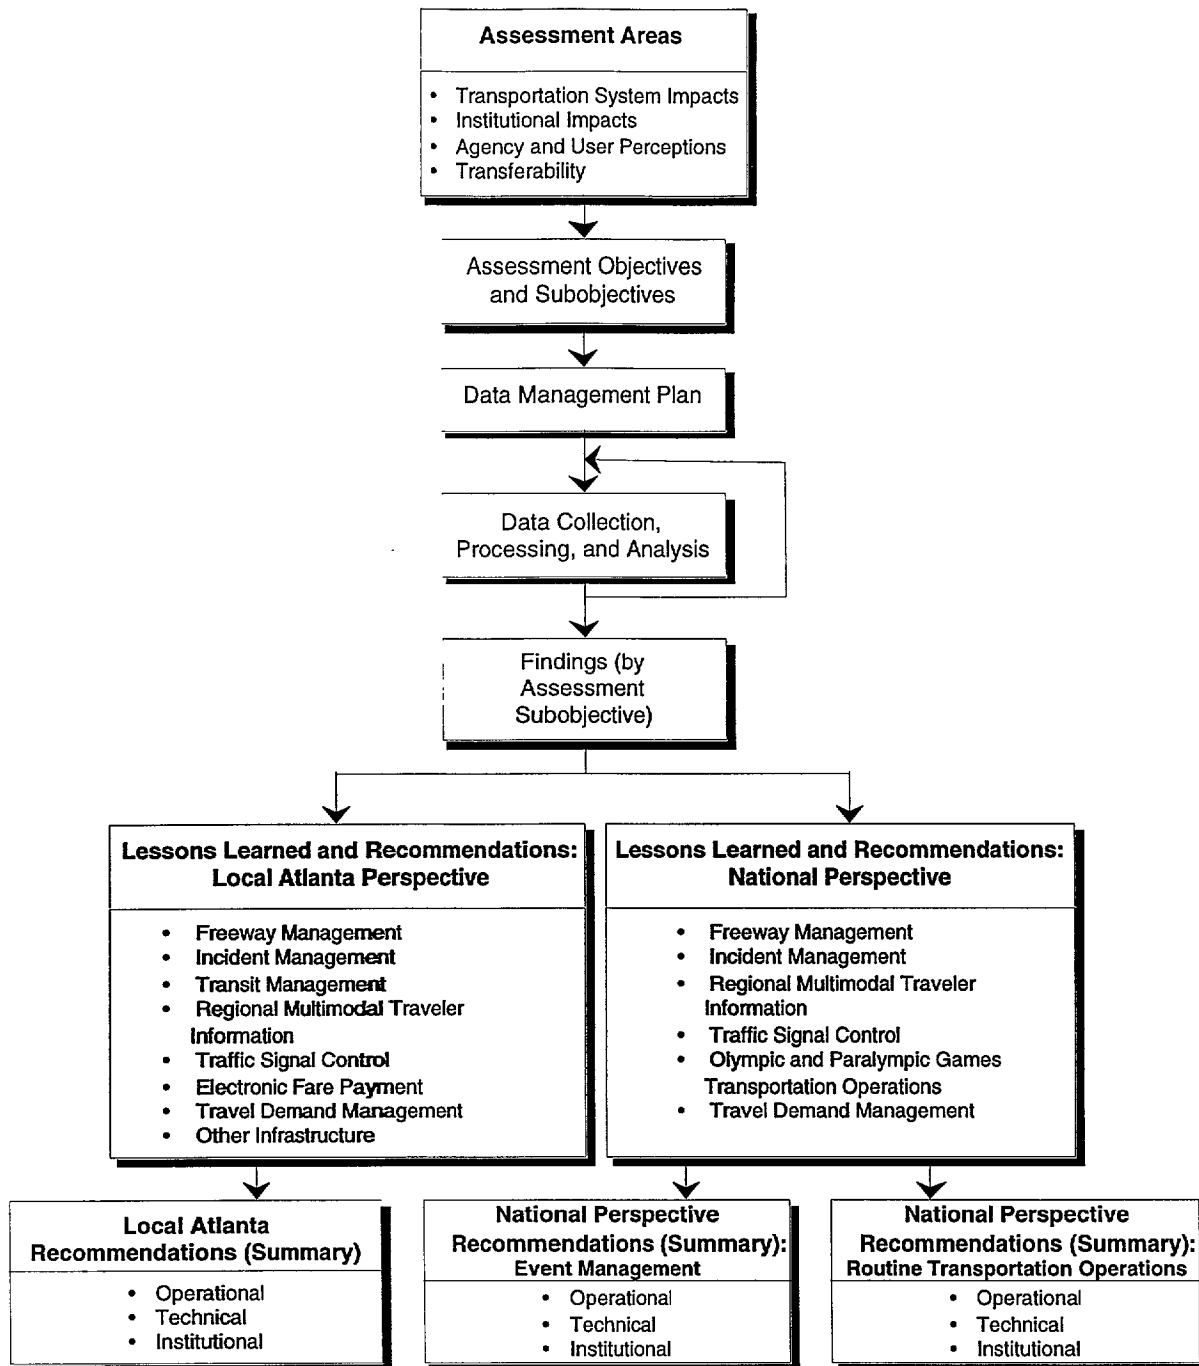 Assessment Areas
• Transportation System Impacts
• Institutional Impacts
• Agency and User Perceptions
• Transferability
Assessment Objectives
and Subobjectives
Data Management Plan
Data Collection,
Processing, and Analysis
Findings (by
Assessment
Subobjective)
Lessons Learned and Recommendations:
Local Atlanta Perspective
• Freeway Management
• Incident Management
• Transit Management
• Regional Multimodal Traveler
Information
• Traffic Signal Control
• Electronic Fare Payment
• Travel Demand Management
• Other Infrastructure
Lessons Learned and Recommendations:
National Perspective
• Freeway Management
• Incident Management
• Regional Multimodal Traveler
Information
• Traffic Signal Control
• Olympic and Paralympic Games
Transportation Operations
• Travel Demand Management
Local Atlanta
Recommendations (Summary)
• Operational
• Technical
• Institutional
National Perspective
Recommendations (Summary):
Event Management
• Operational
• Technical
• Institutional
National Perspective
Recommendations (Summary):
Routine Transportation Operations
• Operational
• Technical
• Institutional